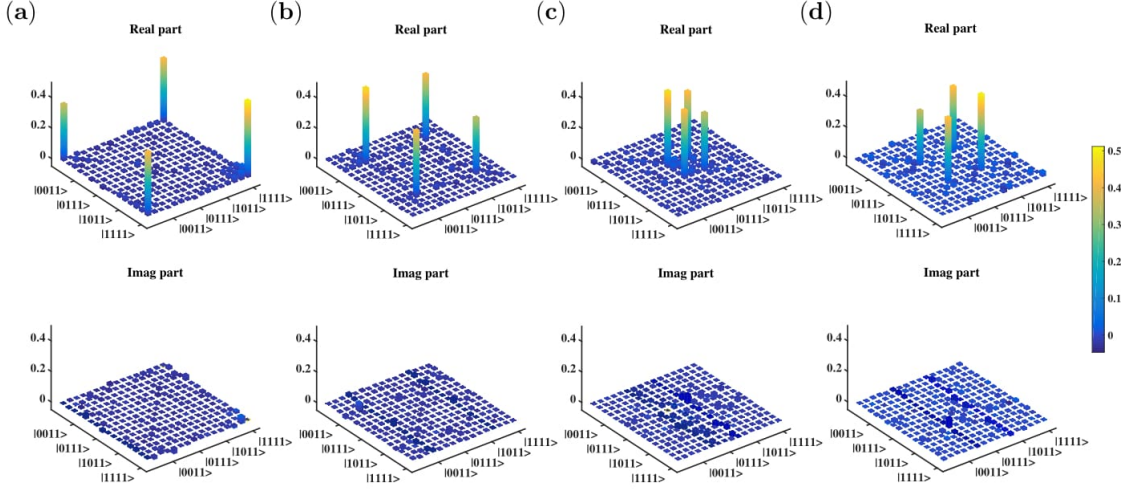 (a) (b) (c) (d)
Real part Real part Real part Real part
0.4 0.4 0.4 0.4
0.2 0.2 0.2 0.2
0 0 0 0
|0011> |0111> |1011> |1111> |0011> |0111> |1011> |1111>
|0011> |0111> |1011> |1111> |0011> |0111> |1011> |1111>
|0011> |0111> |1011> |1111> |0011> |0111> |1011> |1111>
|0011> |0111> |1011> |1111> |0011> |0111> |1011> |1111>
0.5
0.4
0.3
0.2
0.1
0
Imag part Imag part Imag part Imag part
0.4 0.4 0.4 0.4
0.2 0.2 0.2 0.2
0 0 0 0
|0011> |0111> |1011> |1111> |0011> |0111> |1011> |1111>
|0011> |0111> |1011> |1111> |0011> |0111> |1011> |1111>
|0011> |0111> |1011> |1111> |0011> |0111> |1011> |1111>
|0011> |0111> |1011> |1111> |0011> |0111> |1011> |1111>